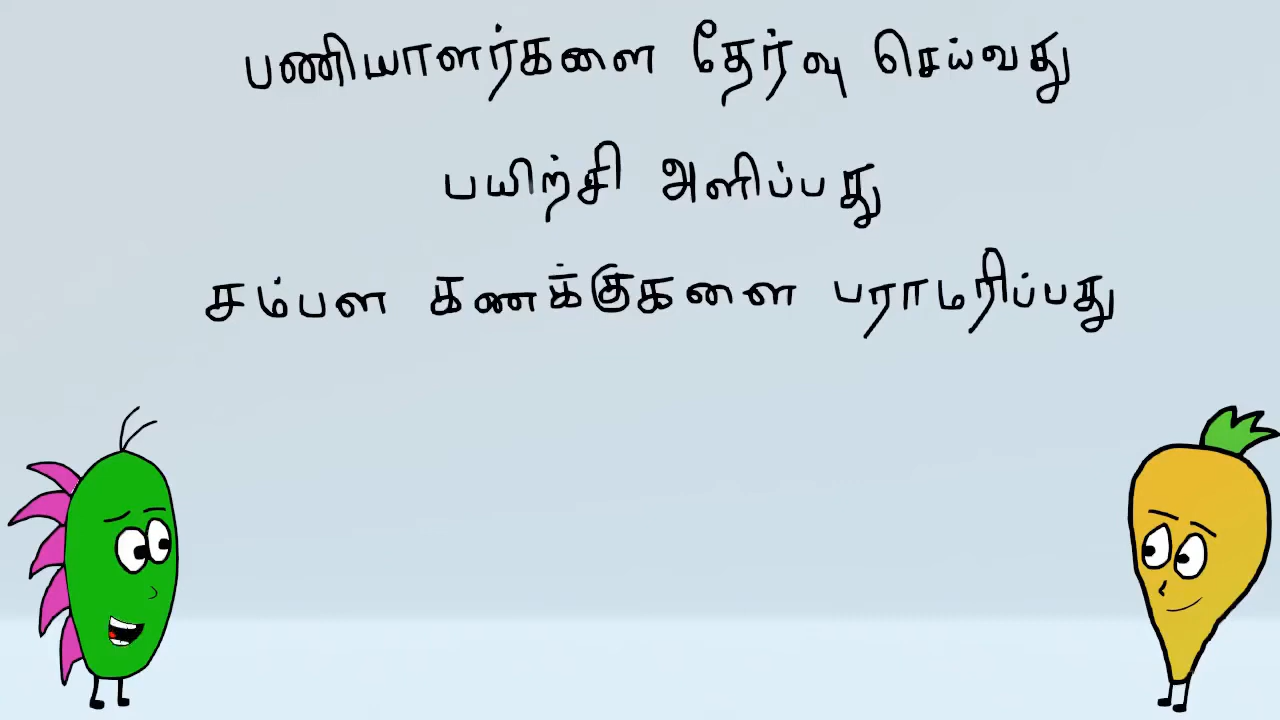 பணியாளர்களை தேர்வு செய்வது
பயிற்சி அளிப்பது
சம்பள கணக்குகளை பராமரிப்பது